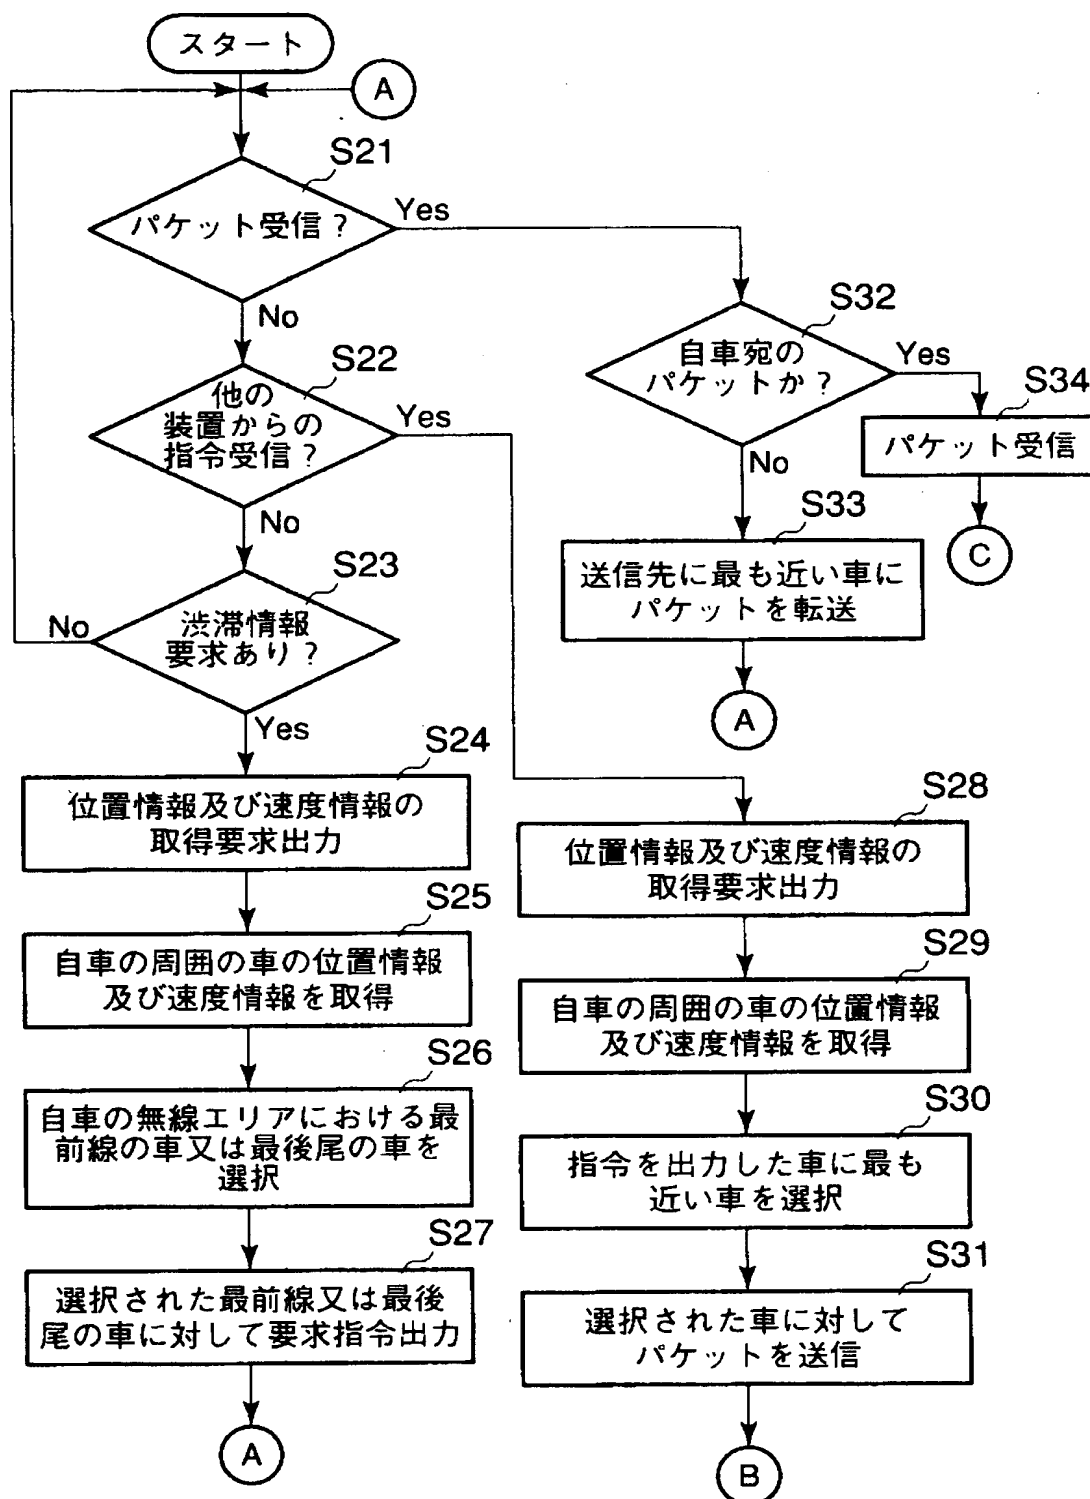 スタート
A
S21
パケット受信？
Yes
No
S22
他の
装置からの
指令受信？
Yes
No
S23
渋滞情報
要求あり？
No
Yes
S24
位置情報及び速度情報の
取得要求出力
S25
自車の周囲の車の位置情報
及び速度情報を取得
S26
自車の無線エリアにおける最
前線の車又は最後尾の車を
選択
S27
選択された最前線又は最後
尾の車に対して要求指令出力
A
S32
自車宛の
パケットか？
Yes
No
S34
パケット受信
C
S33
送信先に最も近い車に
パケットを転送
A
S28
位置情報及び速度情報の
取得要求出力
S29
自車の周囲の車の位置情報
及び速度情報を取得
S30
指令を出力した車に最も
近い車を選択
S31
選択された車に対して
パケットを送信
B